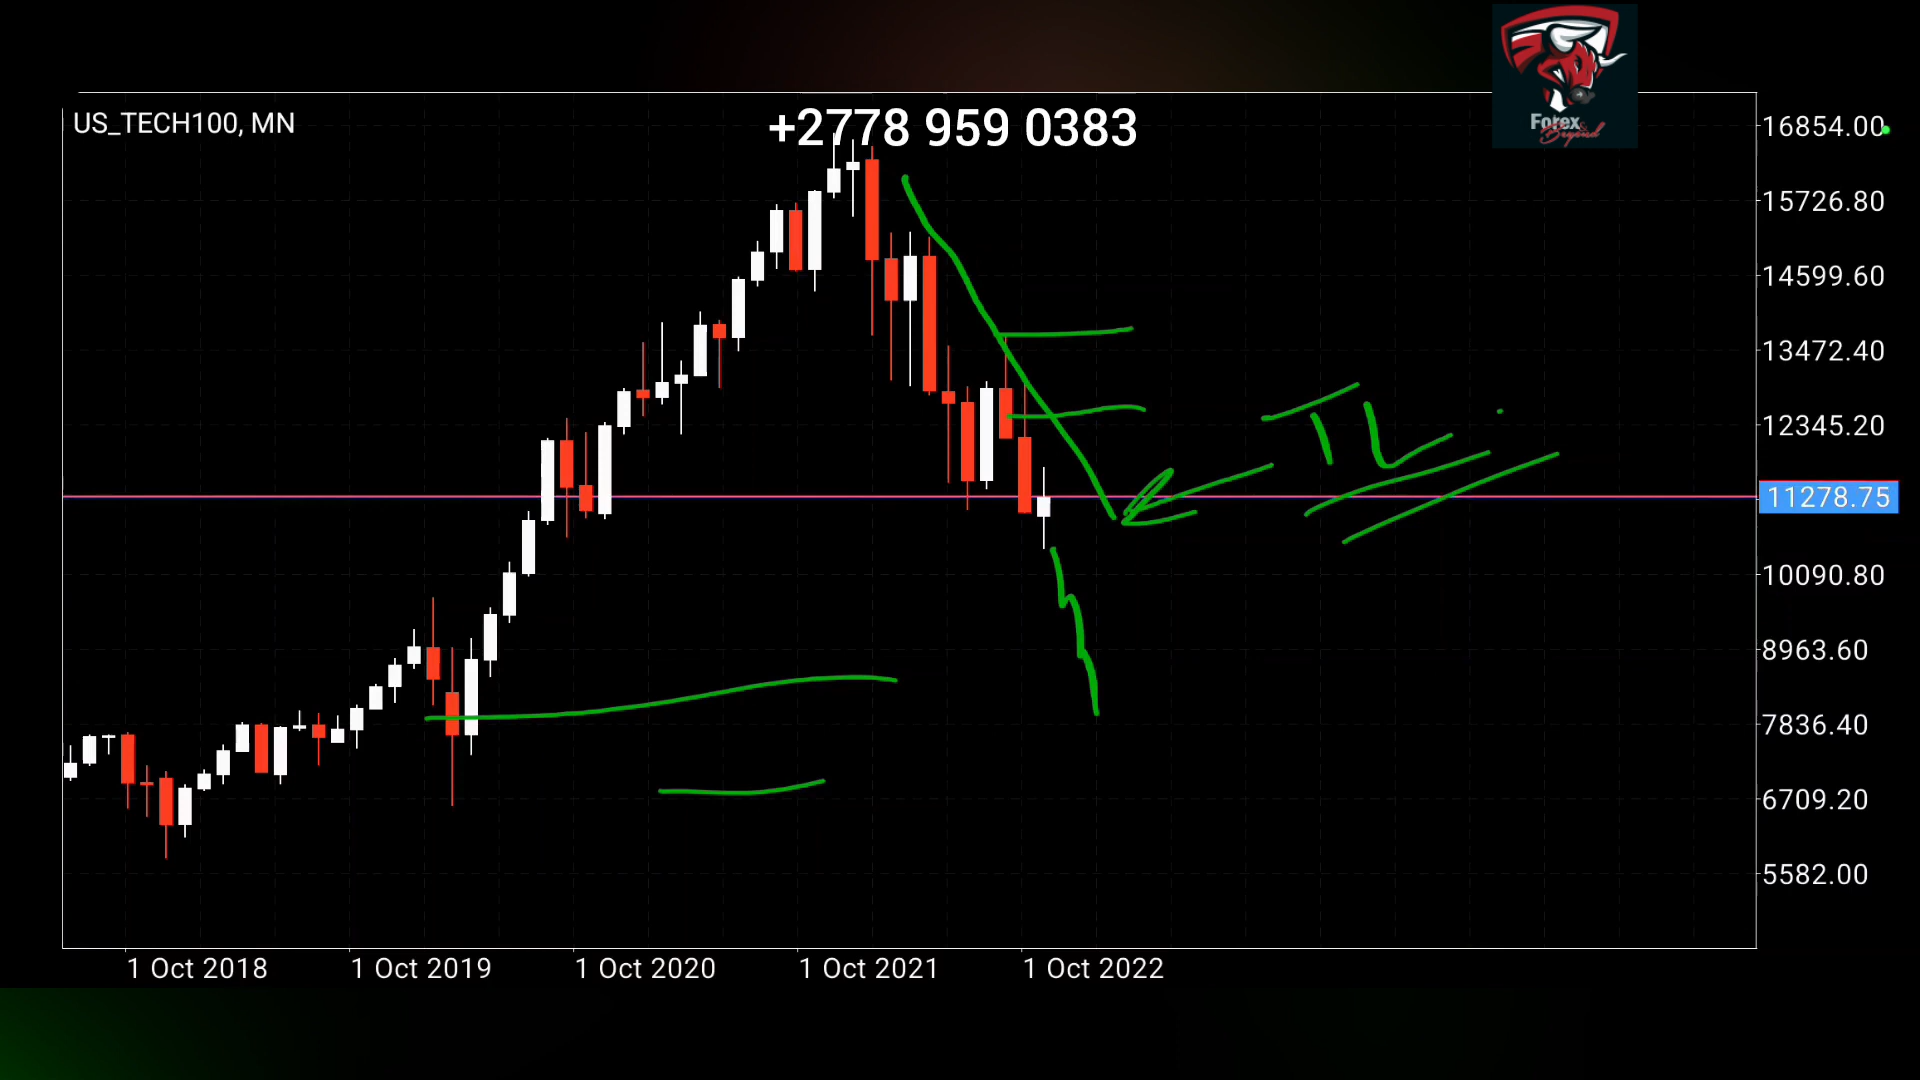 Forex
& Beyond
US_TECH100, MN
+2778 959 0383
16854.00
15726.80
14599.60
13472.40
12345.20
11278.75
10090.80
8963.60
7836.40
6709.20
5582.00
TL
1 Oct 2018
1 Oct 2019
1 Oct 2020
1 Oct 2021
1 Oct 2022